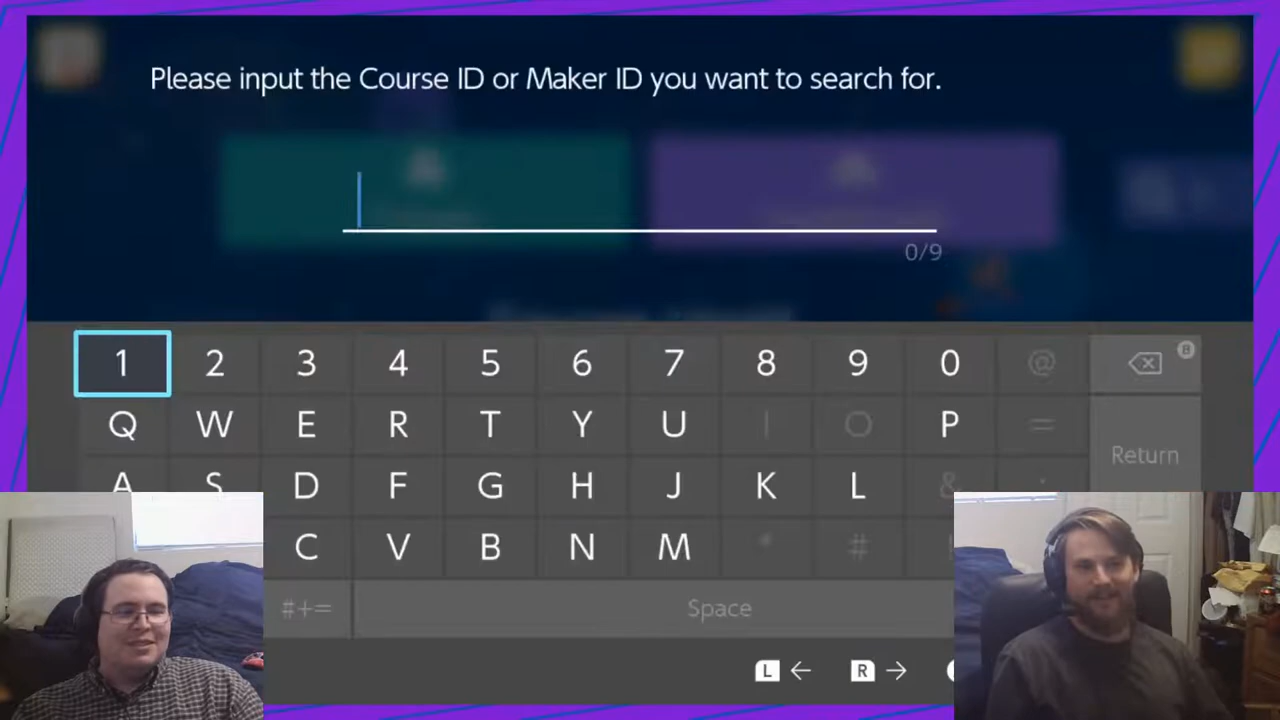 Please input the Course ID or Maker ID you want to search for.
0/9
1 2 3 4 5 6 7 8 9 0 @
B
Q W E R T Y U I O P =
Return
A S D F G H J K L &
C V B N M * #
#+= Space
L ← R →